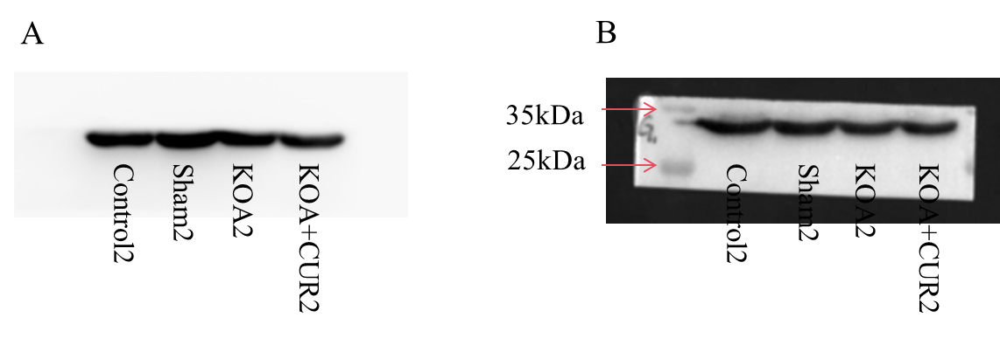 A
B
35kDa
25kDa
Control2
Sham2
KOA2
KOA+CUR2
Control2
Sham2
KOA2
KOA+CUR2